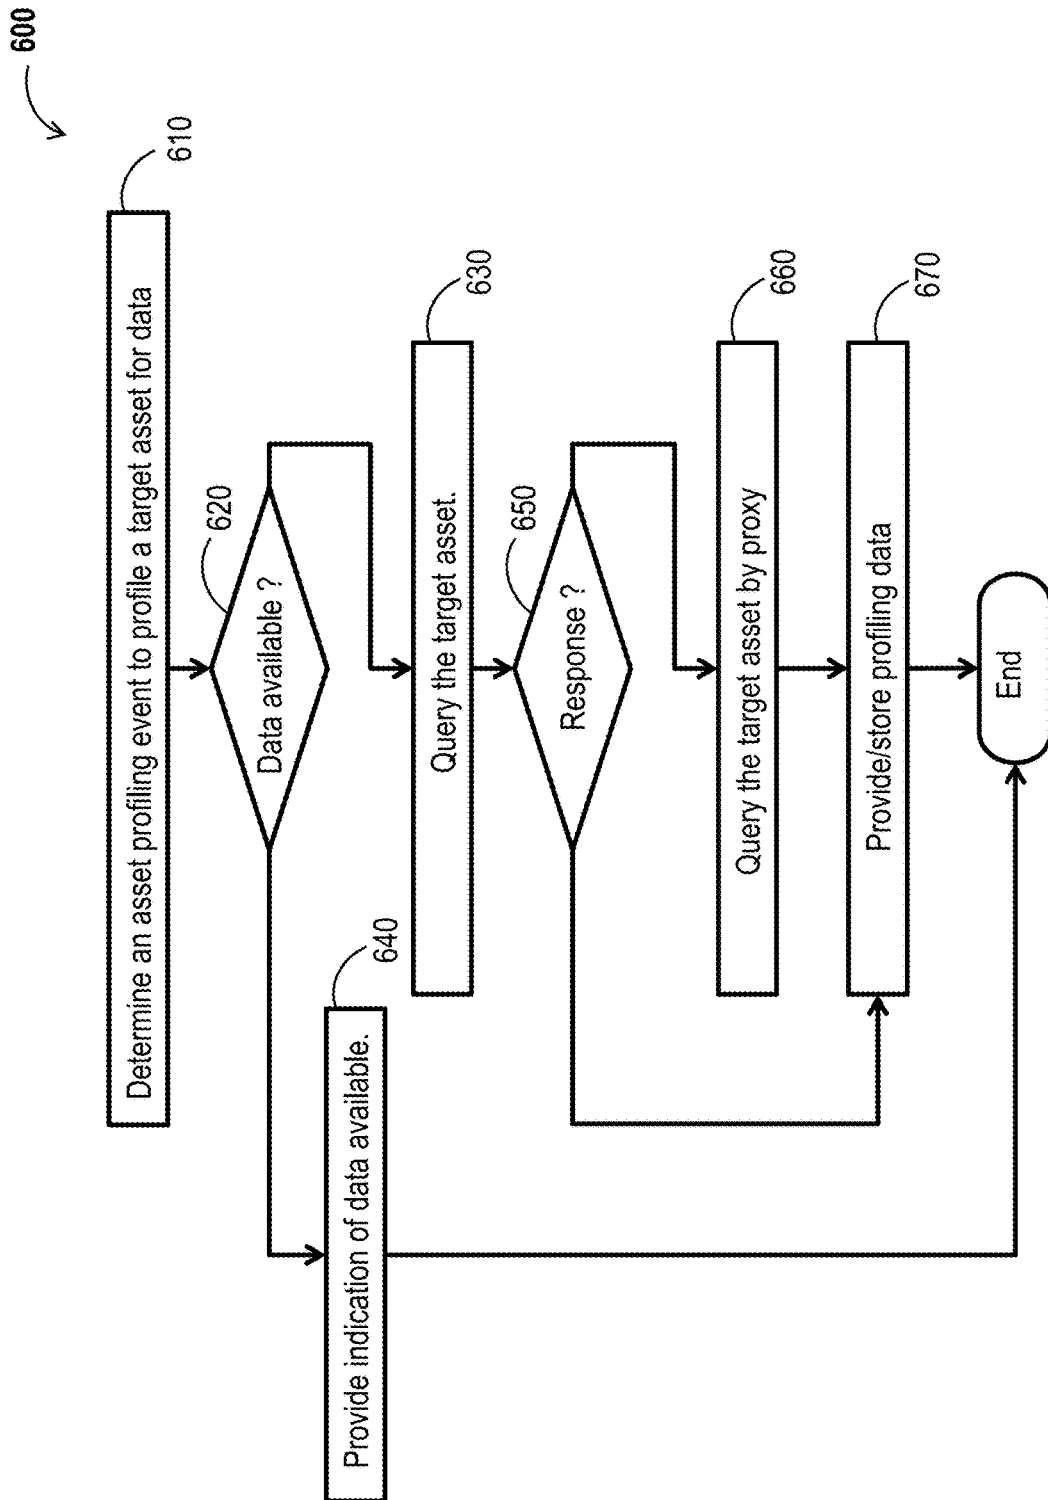 600
610
Determine an asset profiling event to profile a target asset for data
620
Data available ?
630
Query the target asset.
640
Provide indication of data available.
650
Response ?
660
Query the target asset by proxy
670
Provide/store profiling data
End